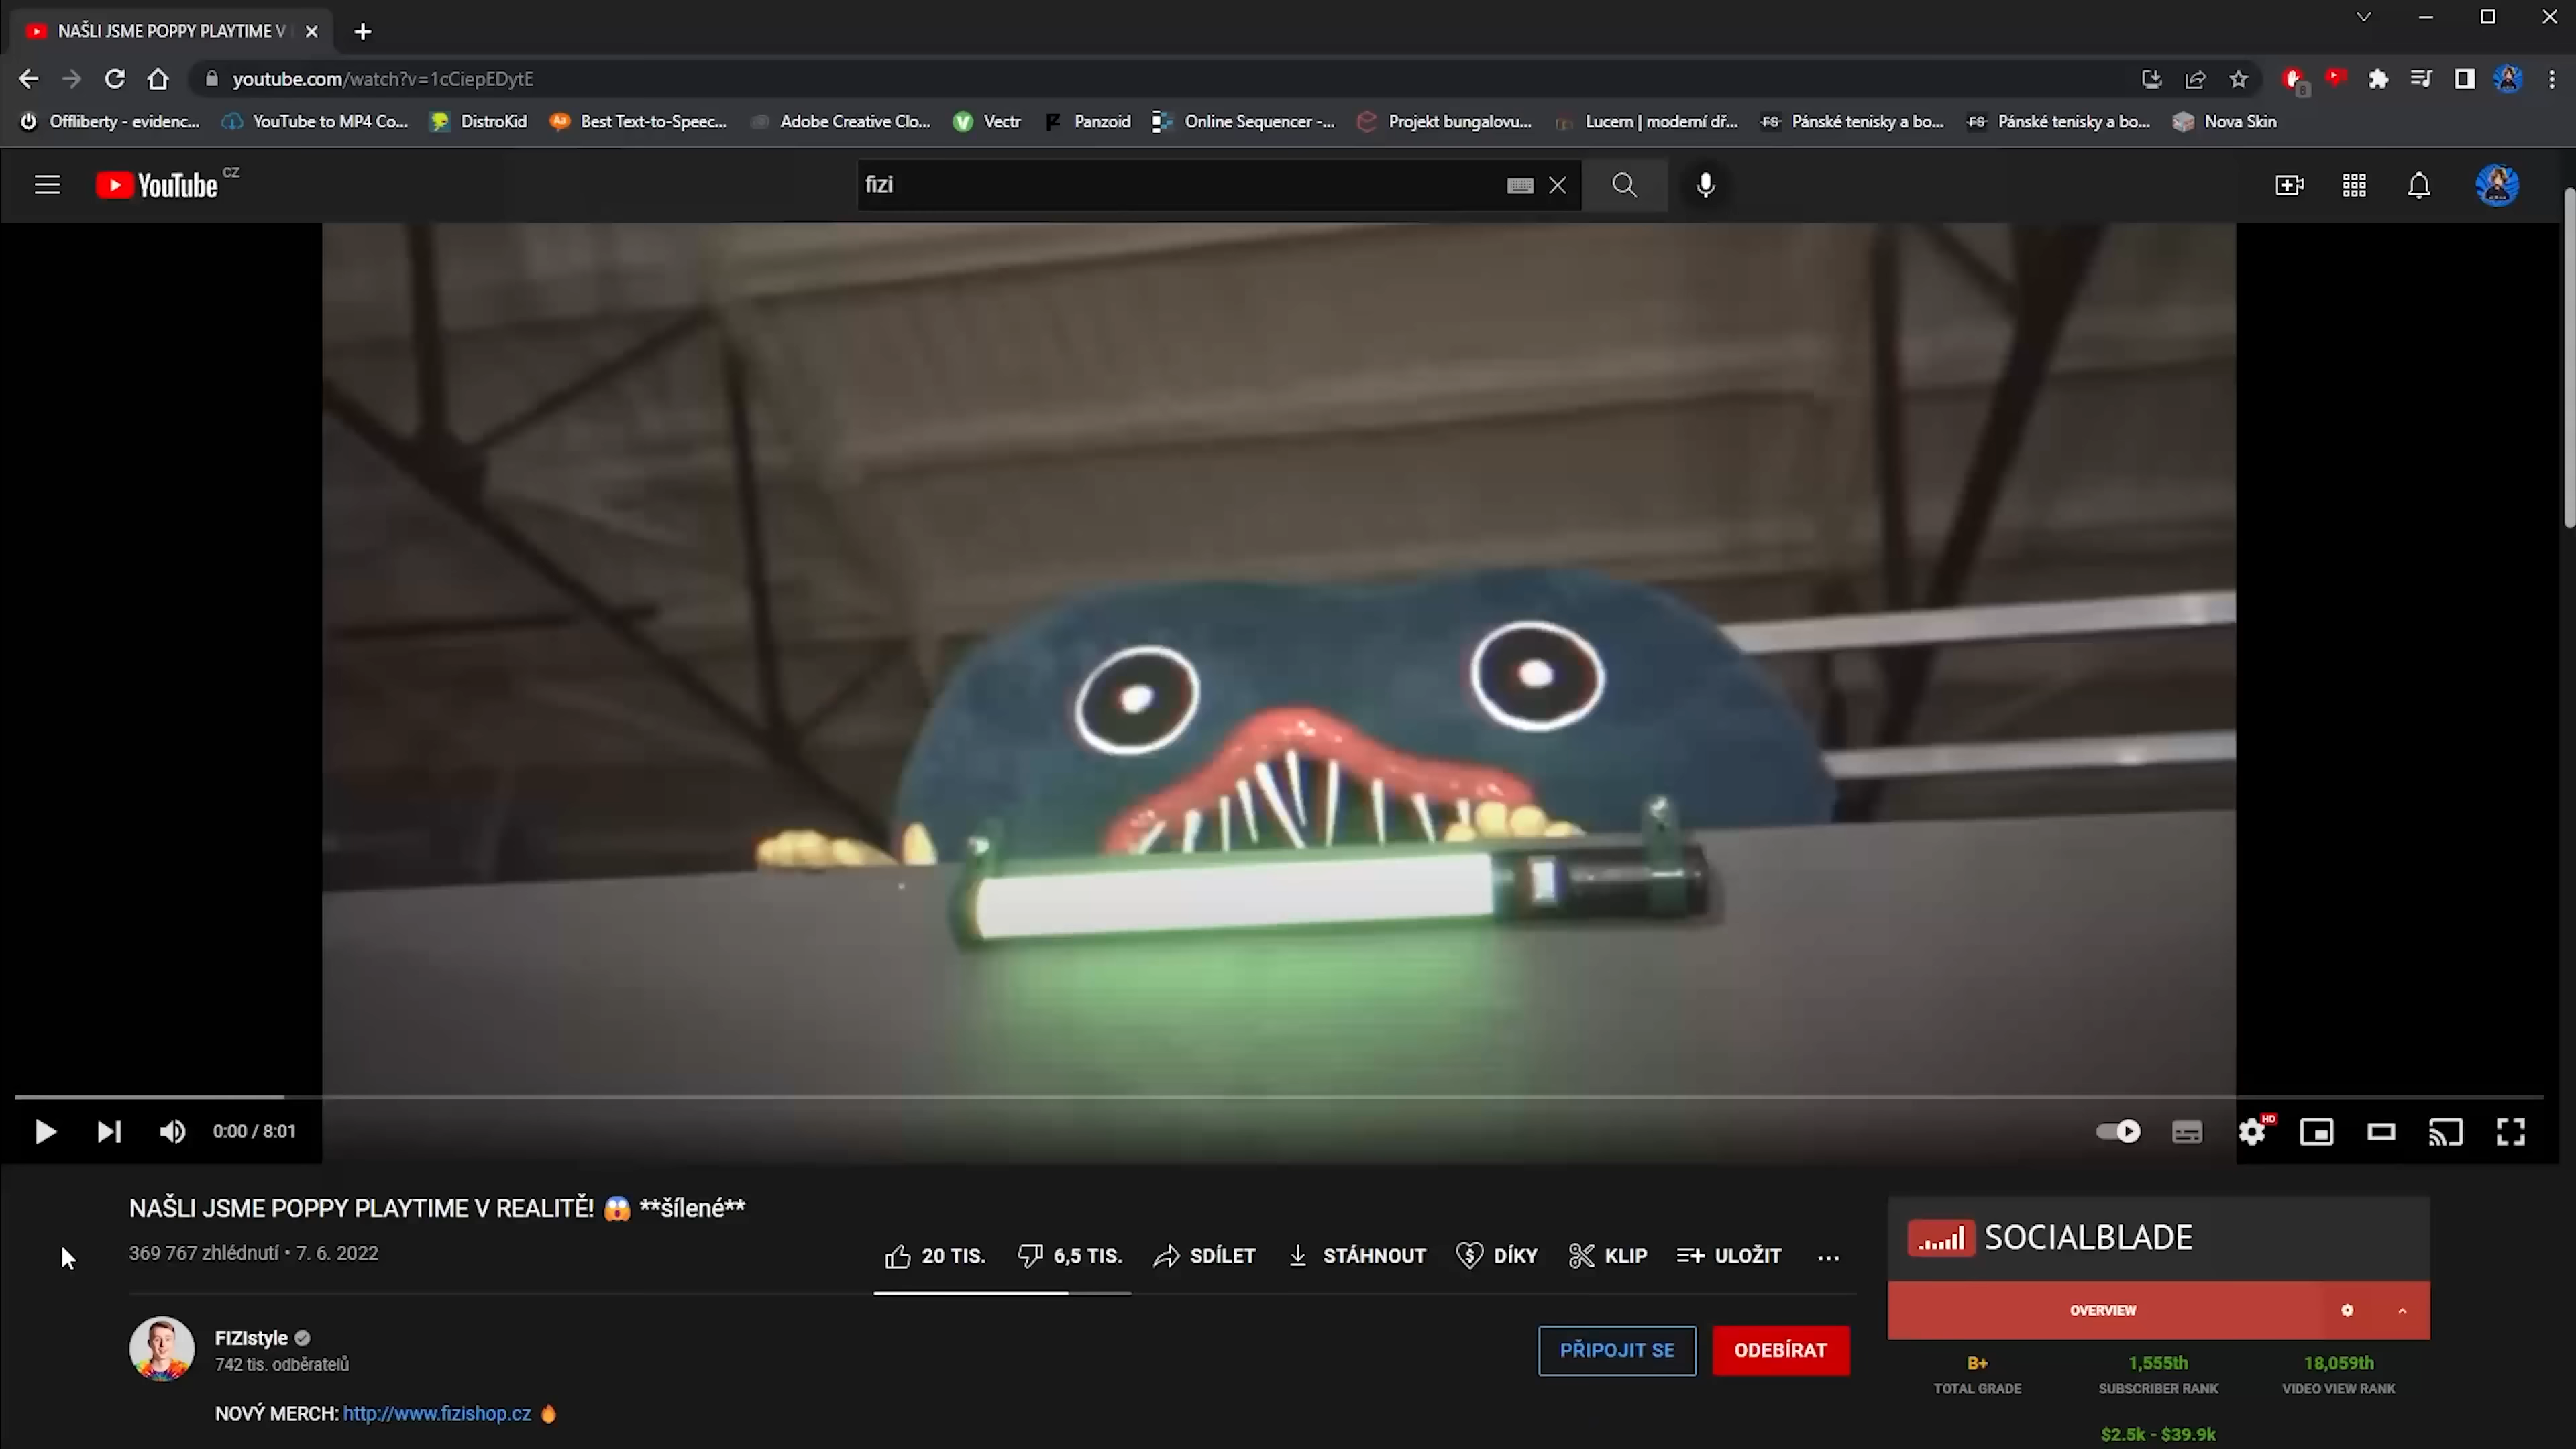 NAŠLI JSME POPPY PLAYTIME V
youtube.com/watch?v=1cCiepEDytE
8
Offliberty - evidenc...
YouTube to MP4 Co...
DistroKid
Best Text-to-Speec...
Adobe Creative Clo...
Vectr
Panzoid
Online Sequencer -...
Projekt bungalovu...
Lucern | moderní dř...
Pánské tenisky a bo...
Pánské tenisky a bo...
Nova Skin
YouTube CZ
fizi
0:00 / 8:01
HD
NAŠLI JSME POPPY PLAYTIME V REALITĚ! 😱 **šílené**
369 767 zhlédnutí • 7. 6. 2022
20 TIS.
6,5 TIS.
SDÍLET
STÁHNOUT
DÍKY
KLIP
ULOŽIT
FIZIstyle
742 tis. odběratelů
PŘIPOJIT SE
ODEBÍRAT
NOVÝ MERCH: http://www.fizishop.cz 🔥
SOCIALBLADE
OVERVIEW
B+
TOTAL GRADE
1,555th
SUBSCRIBER RANK
18,059th
VIDEO VIEW RANK
$2.5k - $39.9k